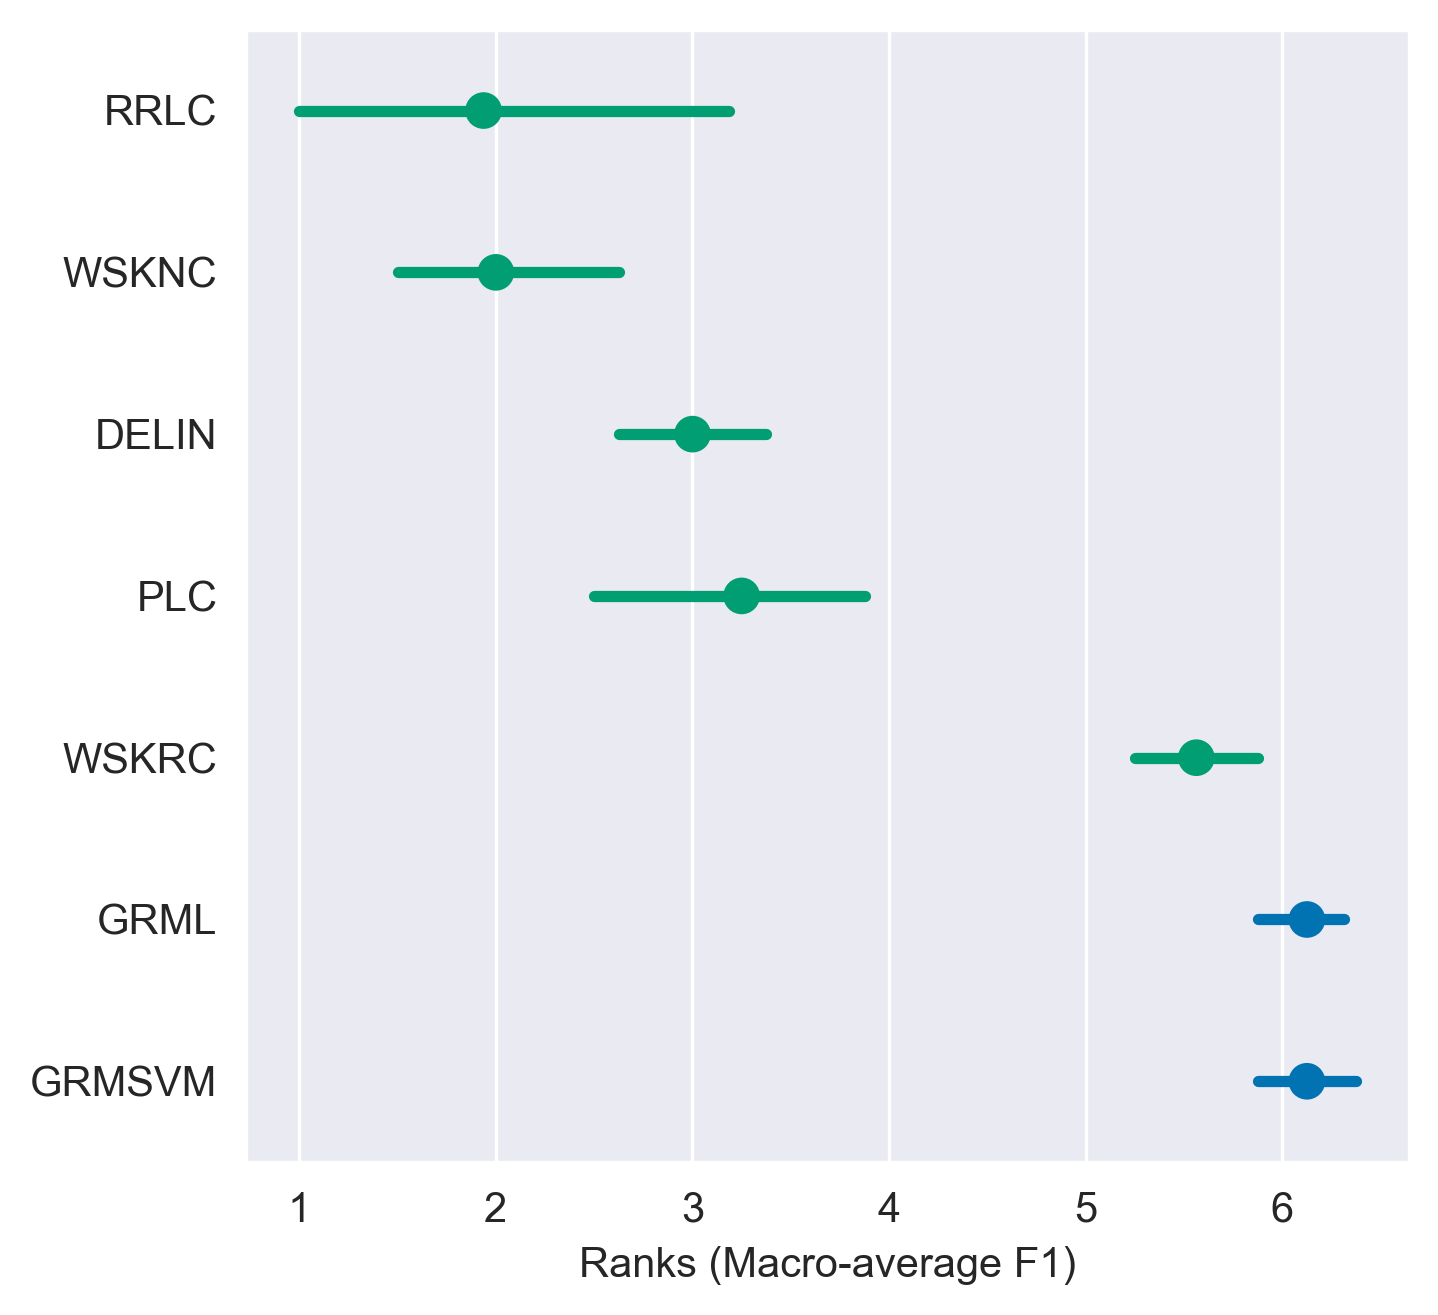 RRLC
WSKNC
DELIN
PLC
WSKRC
GRML
GRMSVM
1 2 3 4 5 6
Ranks (Macro-average F1)